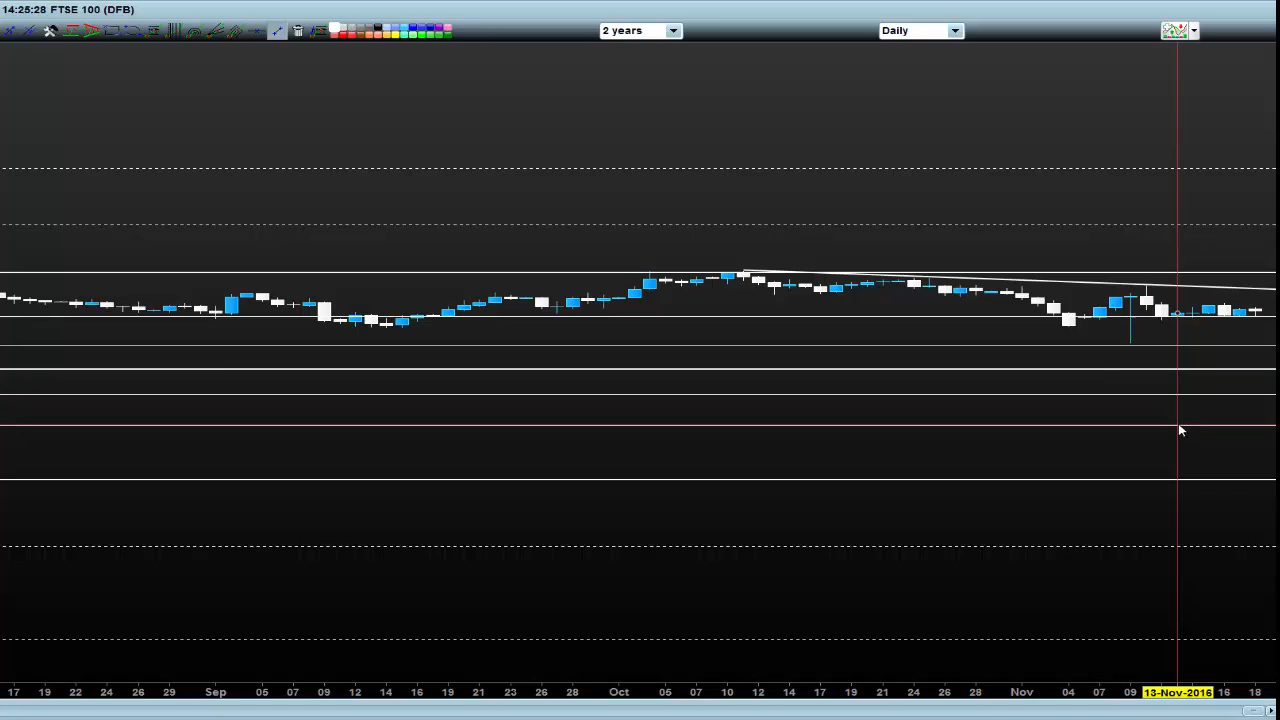 14:25:28 FTSE 100 (DFB)
2 years
Daily
17 19 22 24 26 29 Sep 05 07 09 12 14 16 19 21 23 26 28 Oct 05 07 10 12 14 17 19 21 24 26 28 Nov 04 07 09 13-Nov-2016 16 18